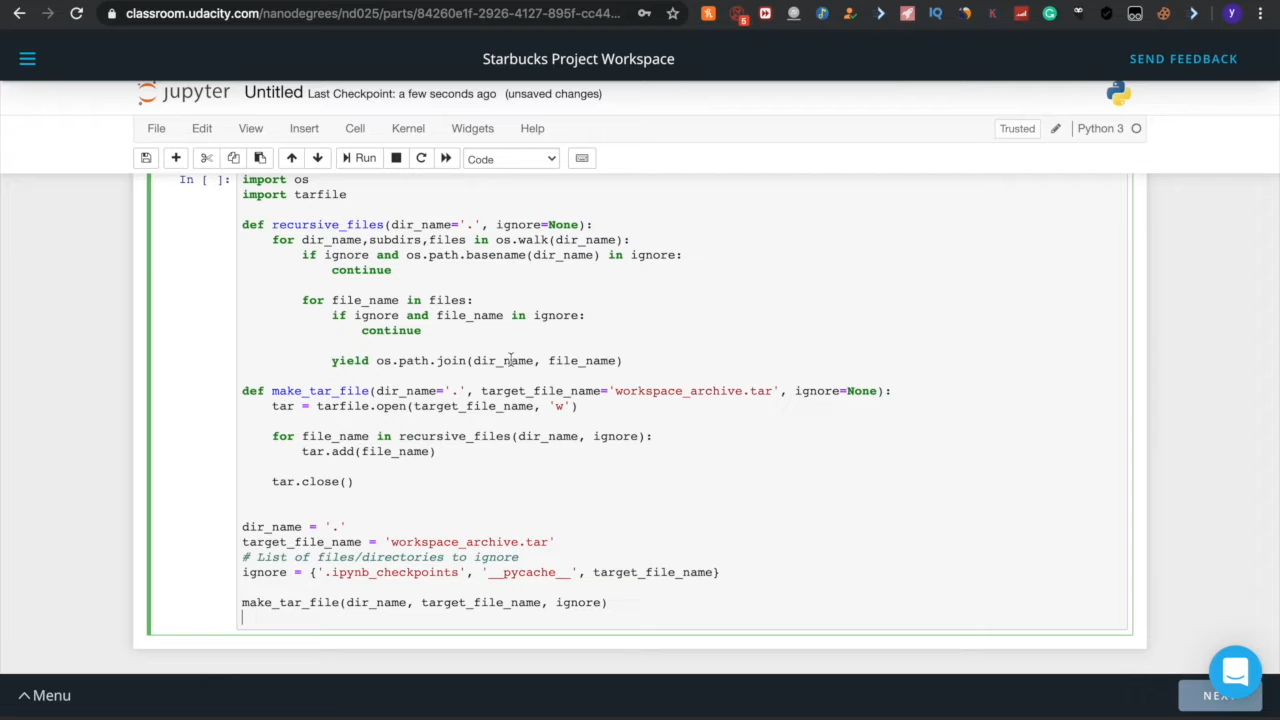 classroom.udacity.com/nanodegrees/nd025/parts/84260e1f-2926-4127-895f-cc44...
5
IQ
K
G
y
Starbucks Project Workspace
SEND FEEDBACK
jupyter Untitled Last Checkpoint: a few seconds ago (unsaved changes)
File Edit View Insert Cell Kernel Widgets Help
Trusted
Python 3
Run
Code
In [ ]:
import os
import tarfile
def recursive_files(dir_name='.', ignore=None):
for dir_name,subdirs,files in os.walk(dir_name):
if ignore and os.path.basename(dir_name) in ignore:
continue
for file_name in files:
if ignore and file_name in ignore:
continue
yield os.path.join(dir_name, file_name)
def make_tar_file(dir_name='.', target_file_name='workspace_archive.tar', ignore=None):
tar = tarfile.open(target_file_name, 'w')
for file_name in recursive_files(dir_name, ignore):
tar.add(file_name)
tar.close()
dir_name = '.'
target_file_name = 'workspace_archive.tar'
# List of files/directories to ignore
ignore = {'.ipynb_checkpoints', '__pycache__', target_file_name}
make_tar_file(dir_name, target_file_name, ignore)
Menu